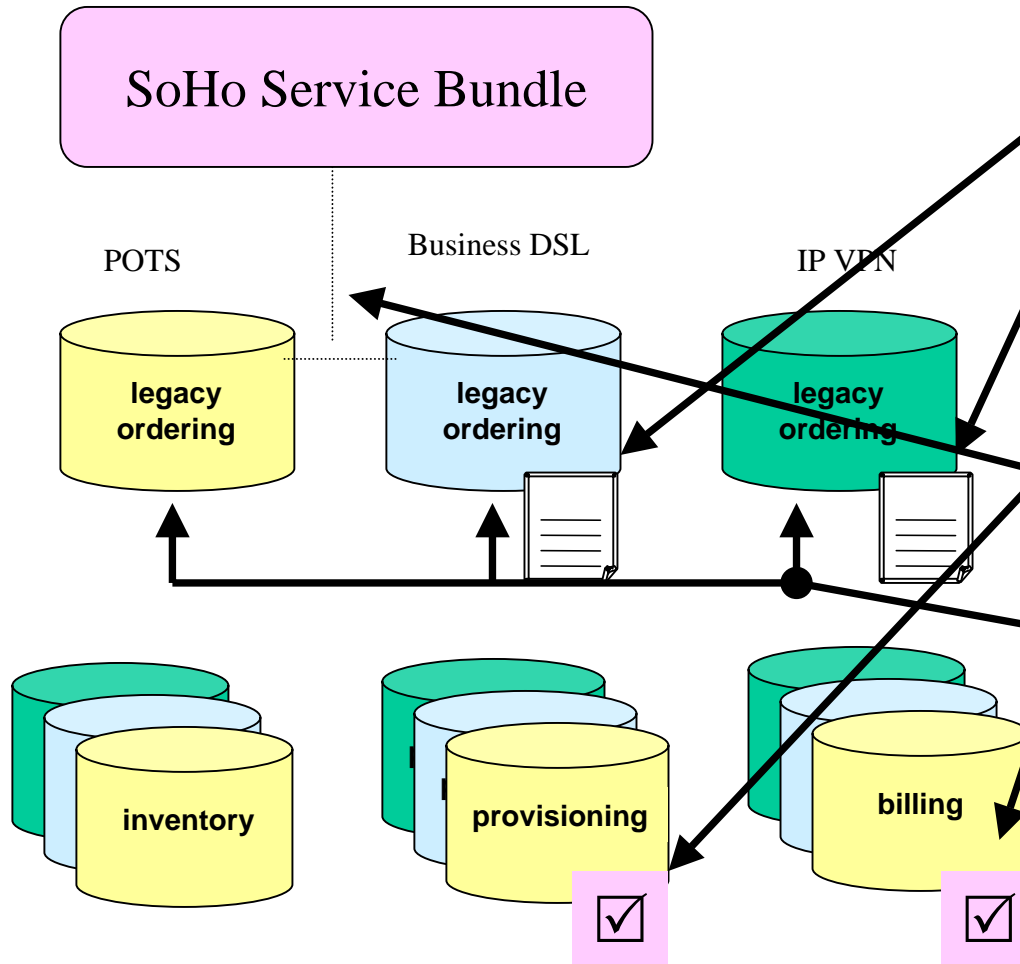 SoHo Service Bundle
POTS
Business DSL
IP VPN
legacy
ordering
legacy
ordering
legacy
ordering
inventory
provisioning
billing